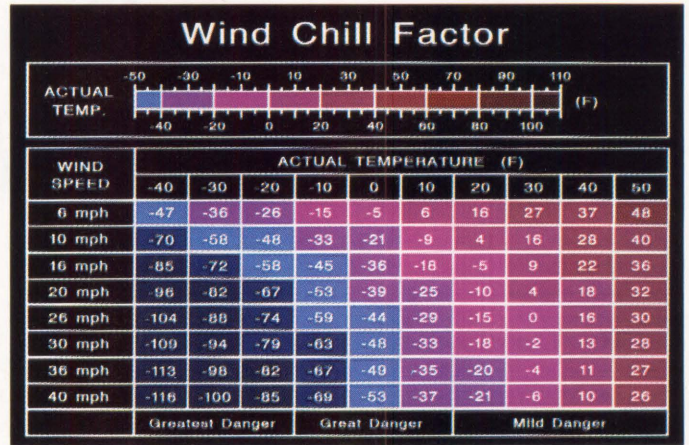 Wind Chill Factor
-50 -30 -10 10 30 50 70 90 110
ACTUAL TEMP. (F)
-40 -20 0 20 40 60 80 100
WIND SPEED ACTUAL TEMPERATURE (F)
-40 -30 -20 -10 0 10 20 30 40 50
6 mph -47 -36 -26 -15 -5 6 16 27 37 48
10 mph -70 -58 -48 -33 -21 -9 4 16 28 40
16 mph -85 -72 -58 -45 -36 -18 -5 9 22 36
20 mph -96 -82 -67 -53 -39 -25 -10 4 18 32
26 mph -104 -88 -74 -59 -44 -29 -15 0 16 30
30 mph -109 -94 -79 -63 -48 -33 -18 -2 13 28
36 mph -113 -98 -82 -67 -49 -35 -20 -4 11 27
40 mph -116 -100 -85 -69 -53 -37 -21 -6 10 26
Greatest Danger Great Danger Mild Danger